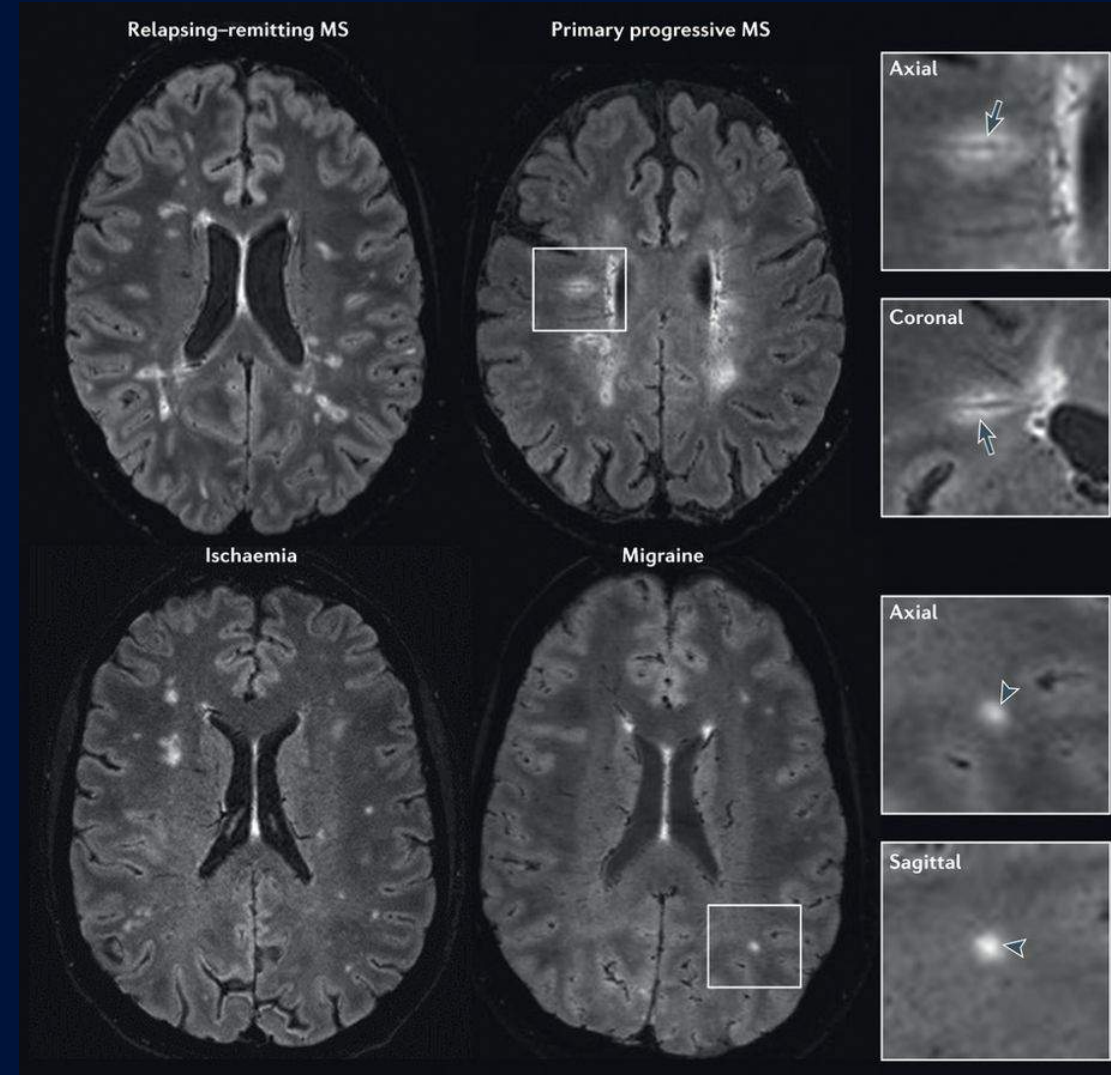 Relapsing–remitting MS
Primary progressive MS
Axial
Coronal
Ischaemia
Migraine
Axial
Sagittal